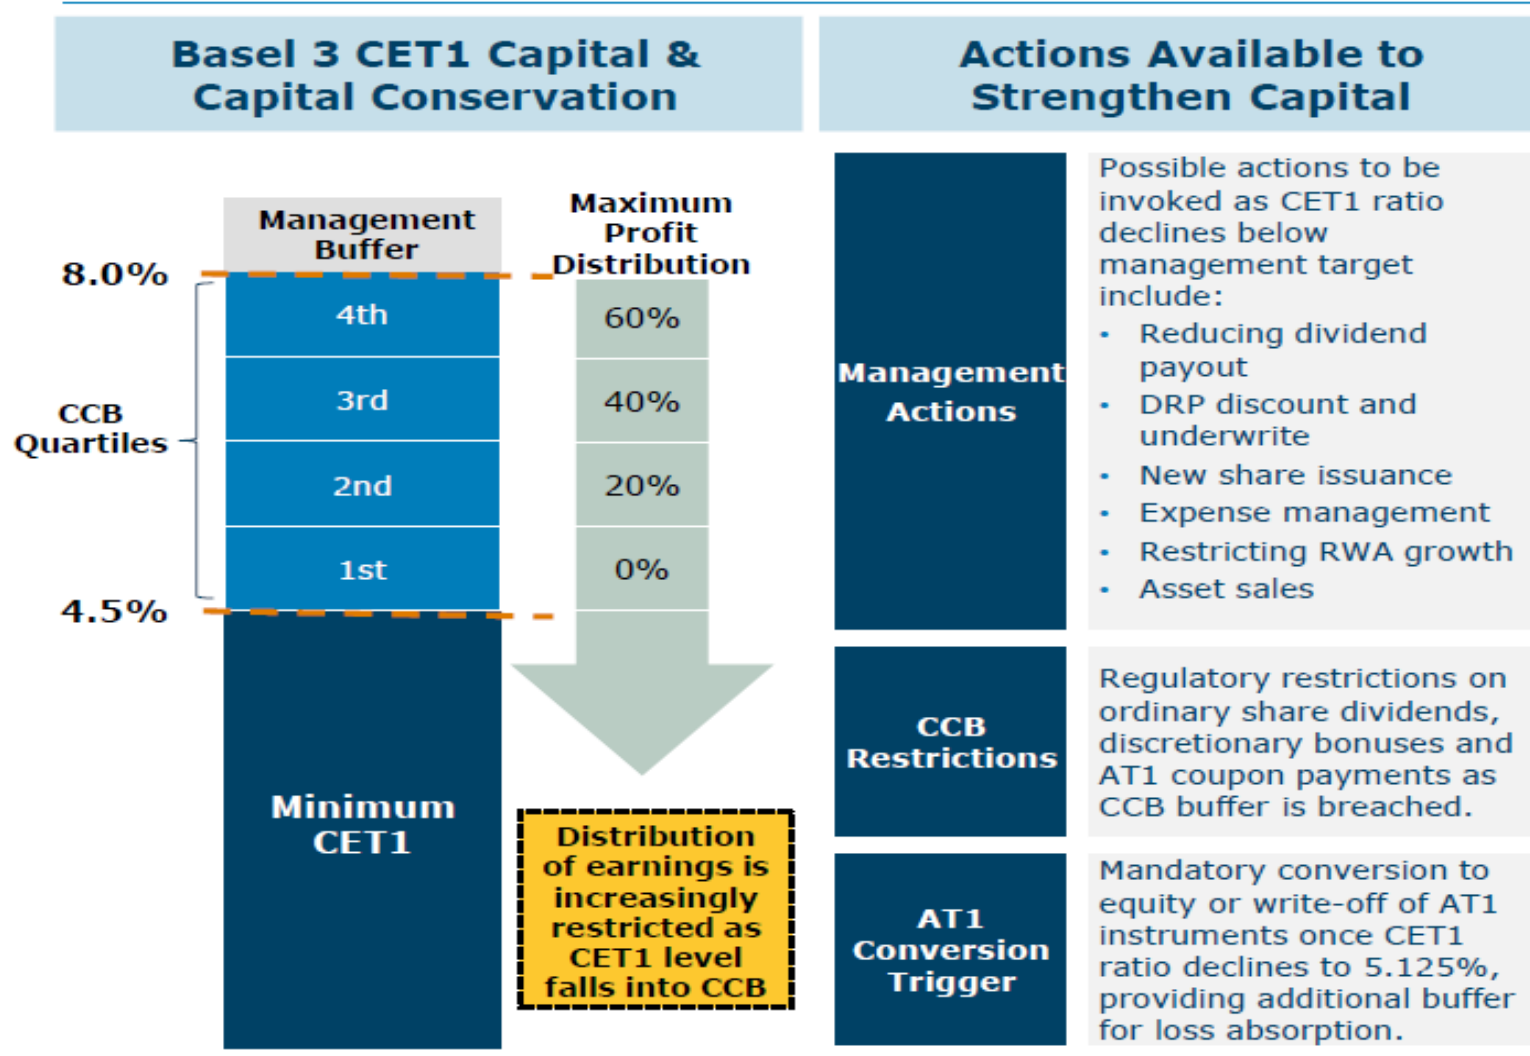 Basel 3 CET1 Capital &
Capital Conservation
Management
Buffer
Maximum
Profit
Distribution
8.0%
4th
60%
3rd
40%
CCB
Quartiles
2nd
20%
1st
0%
4.5%
Minimum
CET1
Distribution
of earnings is
increasingly
restricted as
CET1 level
falls into CCB
Actions Available to
Strengthen Capital
Management
Actions
Possible actions to be
invoked as CET1 ratio
declines below
management target
include:
• Reducing dividend
payout
• DRP discount and
underwrite
• New share issuance
• Expense management
• Restricting RWA growth
• Asset sales
CCB
Restrictions
Regulatory restrictions on
ordinary share dividends,
discretionary bonuses and
AT1 coupon payments as
CCB buffer is breached.
AT1
Conversion
Trigger
Mandatory conversion to
equity or write-off of AT1
instruments once CET1
ratio declines to 5.125%,
providing additional buffer
for loss absorption.